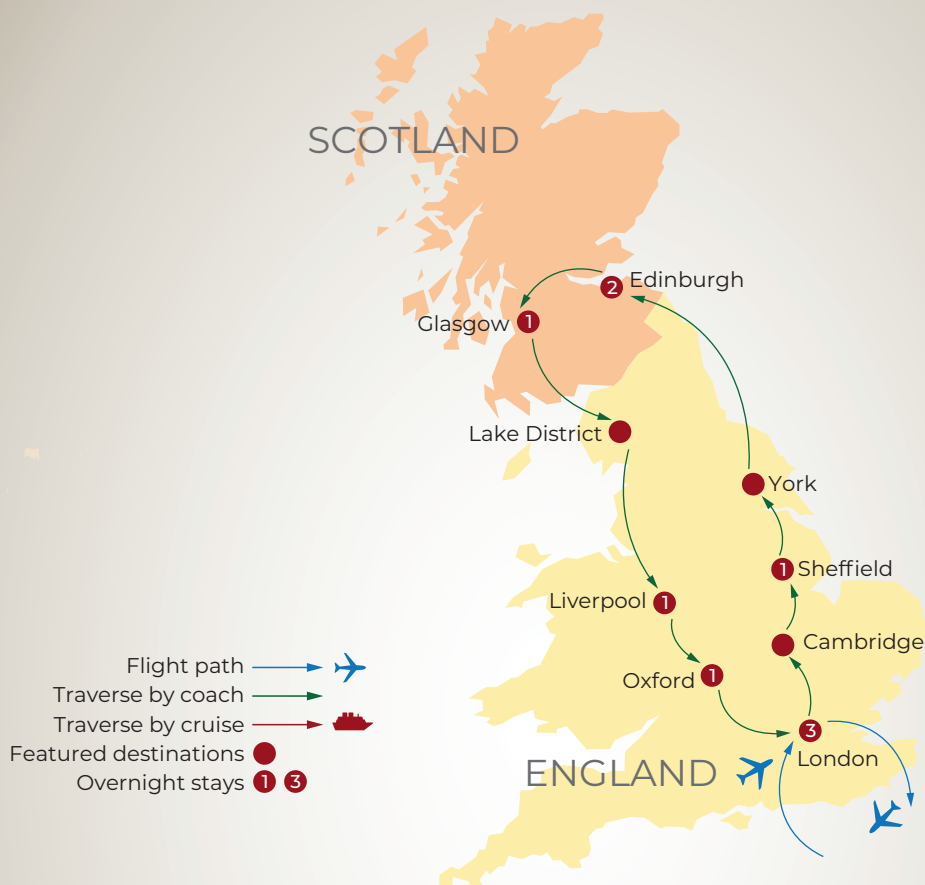 SCOTLAND
2 Edinburgh
Glasgow 1
Lake District
York
1 Sheffield
Liverpool 1
Cambridge
Oxford 1
3
London
ENGLAND
Flight path
Traverse by coach
Traverse by cruise
Featured destinations
Overnight stays 1 3